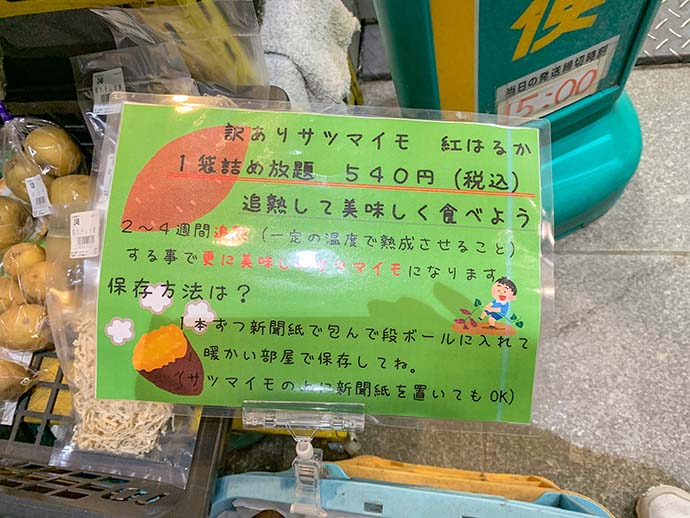 便
当日の発送締切時刻
15:00
訳ありサツマイモ 紅はるか
1袋詰め放題 540円(税込)
追熟して美味しく食べよう
2~4週間追熟(一定の温度で熟成させること)
する事で更に美味しいサツマイモになります。
保存方法は?
1本ずつ新聞紙で包んで段ボールに入れて
暖かい部屋で保存してね。
(サツマイモの上に新聞紙を置いてもOK)